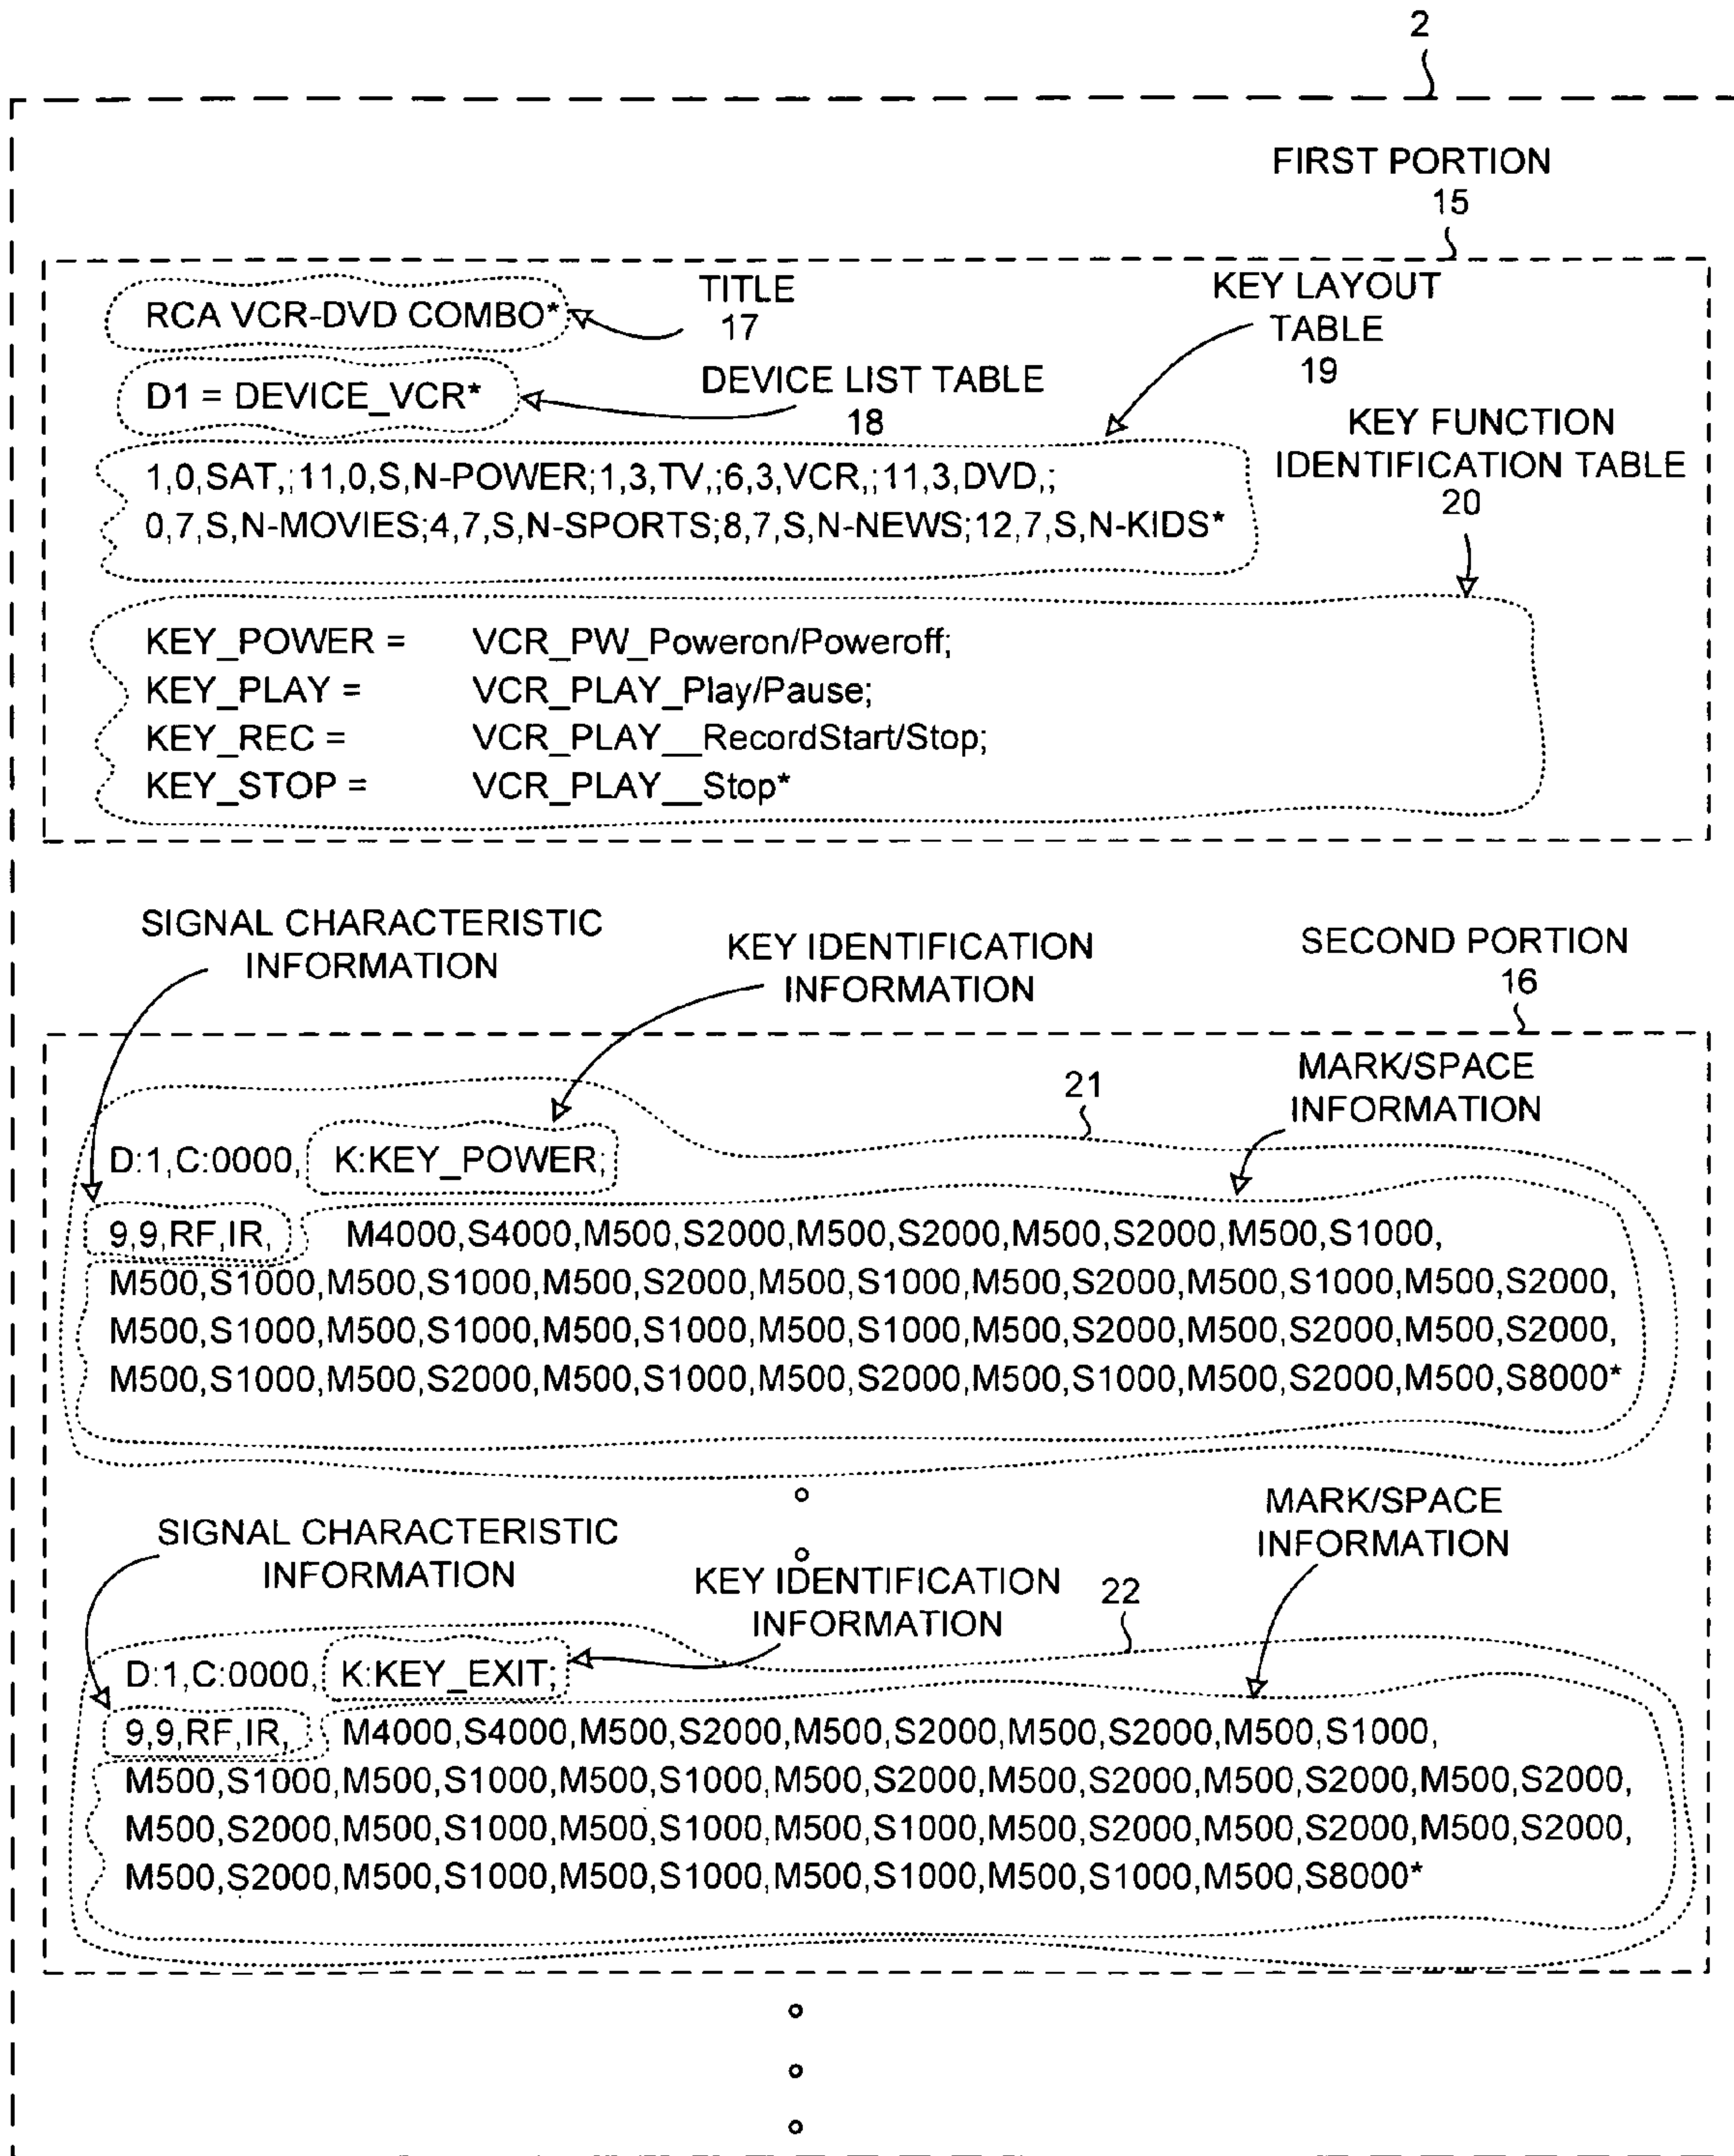 2
FIRST PORTION
15
RCA VCR-DVD COMBO*
TITLE
17
KEY LAYOUT
TABLE
19
D1 = DEVICE_VCR*
DEVICE LIST TABLE
18
KEY FUNCTION
IDENTIFICATION TABLE
20
1,0,SAT,;11,0,S,N-POWER;1,3,TV,;6,3,VCR,;11,3,DVD,;
0,7,S,N-MOVIES;4,7,S,N-SPORTS;8,7,S,N-NEWS;12,7,S,N-KIDS*
KEY_POWER = VCR_PW_Poweron/Poweroff;
KEY_PLAY = VCR_PLAY_Play/Pause;
KEY_REC = VCR_PLAY__RecordStart/Stop;
KEY_STOP = VCR_PLAY__Stop*
SIGNAL CHARACTERISTIC
INFORMATION
KEY IDENTIFICATION
INFORMATION
SECOND PORTION
16
MARK/SPACE
INFORMATION
21
D:1,C:0000, K:KEY_POWER;
9,9,RF,IR, M4000,S4000,M500,S2000,M500,S2000,M500,S2000,M500,S1000,
M500,S1000,M500,S1000,M500,S2000,M500,S1000,M500,S2000,M500,S1000,M500,S2000,
M500,S1000,M500,S1000,M500,S1000,M500,S1000,M500,S2000,M500,S2000,M500,S2000,
M500,S1000,M500,S2000,M500,S1000,M500,S2000,M500,S1000,M500,S2000,M500,S8000*
SIGNAL CHARACTERISTIC
INFORMATION
KEY IDENTIFICATION
INFORMATION
22
MARK/SPACE
INFORMATION
D:1,C:0000, K:KEY_EXIT;
9,9,RF,IR, M4000,S4000,M500,S2000,M500,S2000,M500,S2000,M500,S1000,
M500,S1000,M500,S1000,M500,S1000,M500,S2000,M500,S2000,M500,S2000,M500,S2000,
M500,S2000,M500,S1000,M500,S1000,M500,S1000,M500,S2000,M500,S2000,M500,S2000,
M500,S2000,M500,S1000,M500,S1000,M500,S1000,M500,S1000,M500,S8000*